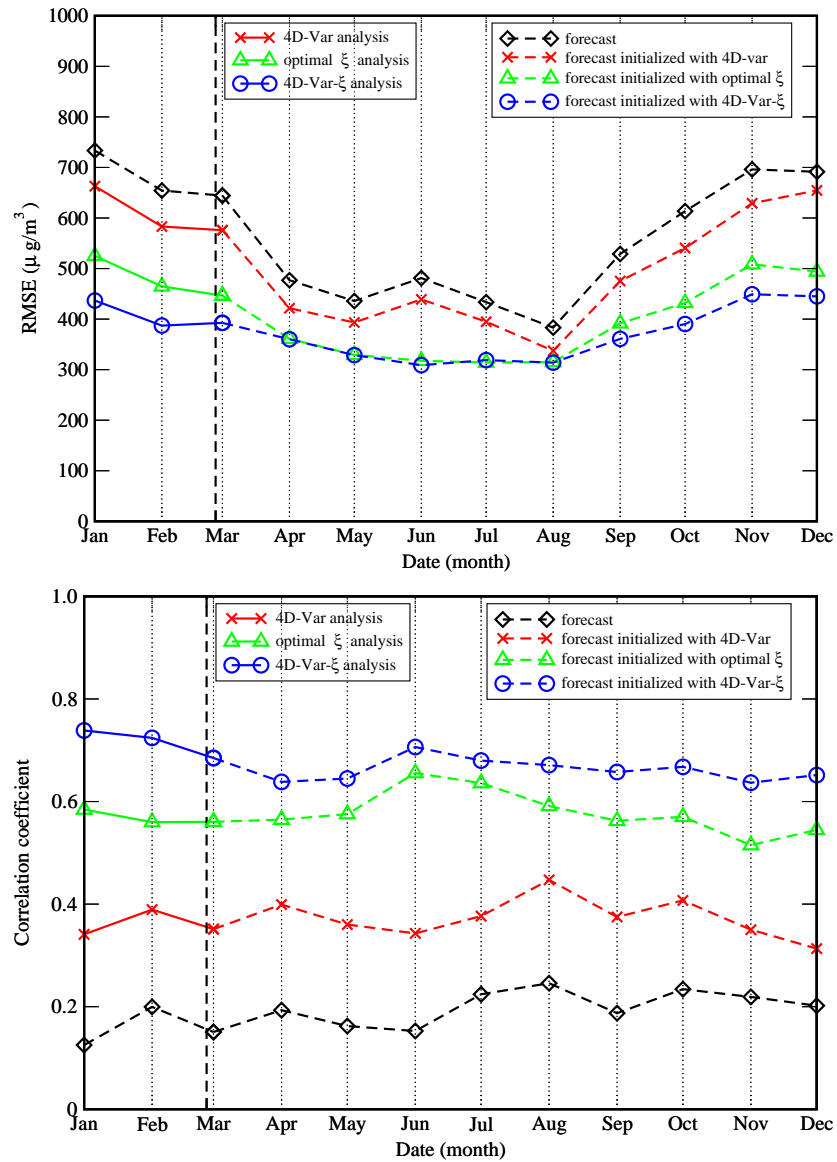 1000
900
800
700
600
500
400
300
200
100
0
RMSE (μ g/m³ )
4D-Var analysis
optimal ξ analysis
4D-Var-ξ analysis
forecast
forecast initialized with 4D-var
forecast initialized with optimal ξ
forecast initialized with 4D-Var-ξ
Jan Feb Mar Apr May Jun Jul Aug Sep Oct Nov Dec
Date (month)
1.0
0.8
0.6
0.4
0.2
0
Correlation coefficient
4D-Var analysis
optimal ξ analysis
4D-Var-ξ analysis
forecast
forecast initialized with 4D-Var
forecast initialized with optimal ξ
forecast initialized with 4D-Var-ξ
Jan Feb Mar Apr May Jun Jul Aug Sep Oct Nov Dec
Date (month)